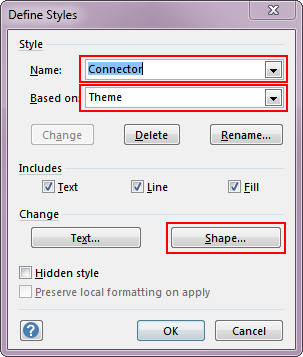 Define Styles
Style
Name: Connector
Based on: Theme
Change Delete Rename...
Includes
Text Line Fill
Change
Text... Shape...
Hidden style
Preserve local formatting on apply
? OK Cancel